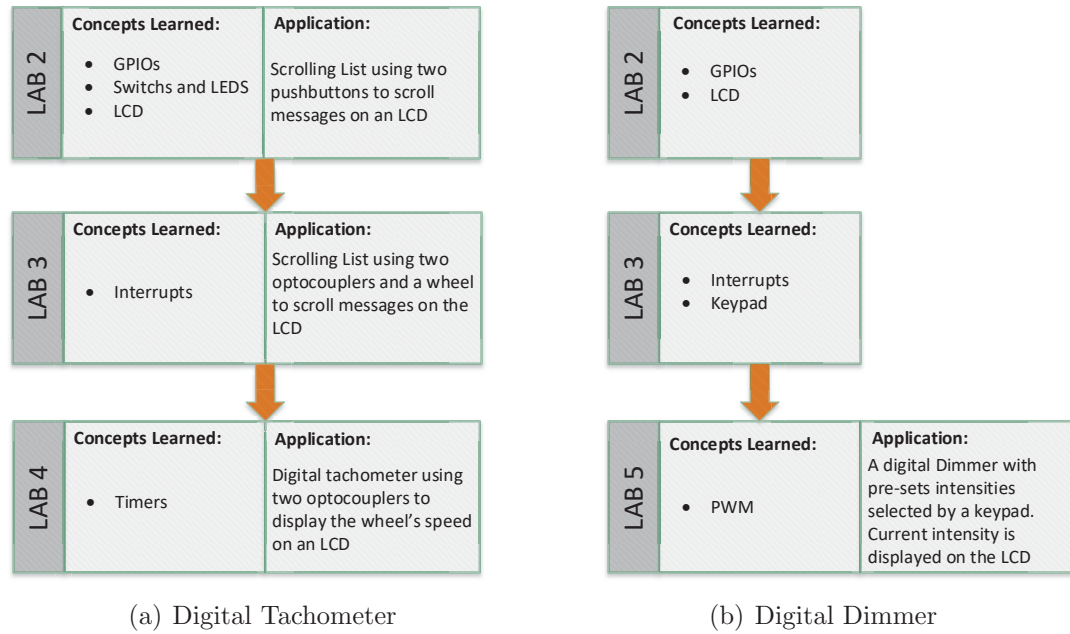 LAB 2
Concepts Learned:
• GPIOs
• Switchs and LEDS
• LCD
Application:
Scrolling List using two
pushbuttons to scroll
messages on an LCD
LAB 3
Concepts Learned:
• Interrupts
Application:
Scrolling List using two
optocouplers and a wheel
to scroll messages on the
LCD
LAB 4
Concepts Learned:
• Timers
Application:
Digital tachometer using
two optocouplers to
display the wheel's speed
on an LCD
(a) Digital Tachometer
LAB 2
Concepts Learned:
• GPIOs
• LCD
LAB 3
Concepts Learned:
• Interrupts
• Keypad
LAB 5
Concepts Learned:
• PWM
Application:
A digital Dimmer with
pre-sets intensities
selected by a keypad.
Current intensity is
displayed on the LCD
(b) Digital Dimmer